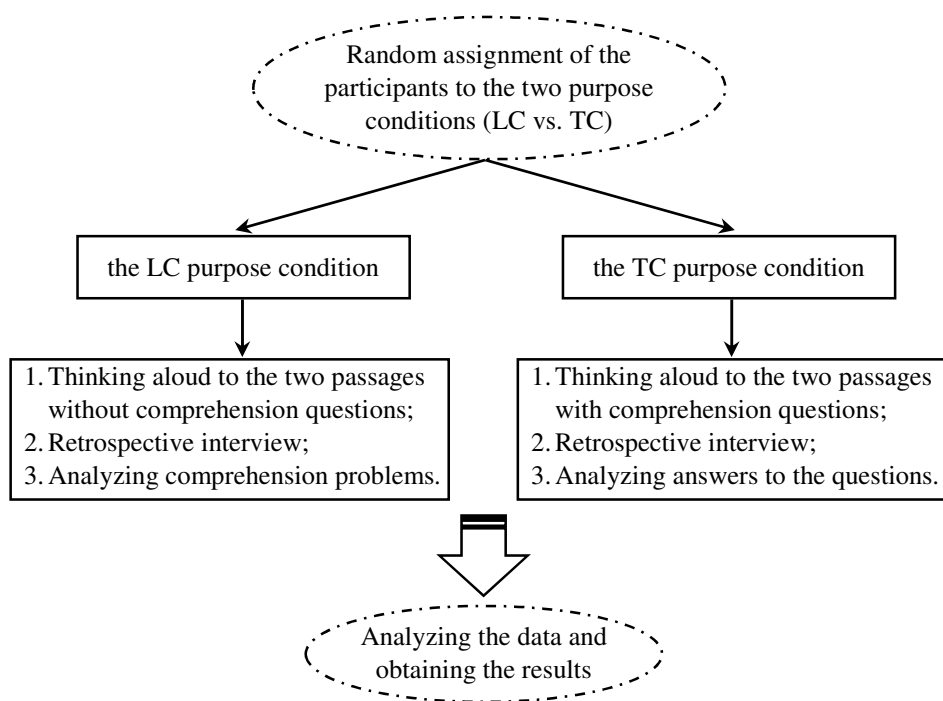 Random assignment of the
participants to the two purpose
conditions (LC vs. TC)
the LC purpose condition
the TC purpose condition
1. Thinking aloud to the two passages
without comprehension questions;
2. Retrospective interview;
3. Analyzing comprehension problems.
1. Thinking aloud to the two passages
with comprehension questions;
2. Retrospective interview;
3. Analyzing answers to the questions.
Analyzing the data and
obtaining the results